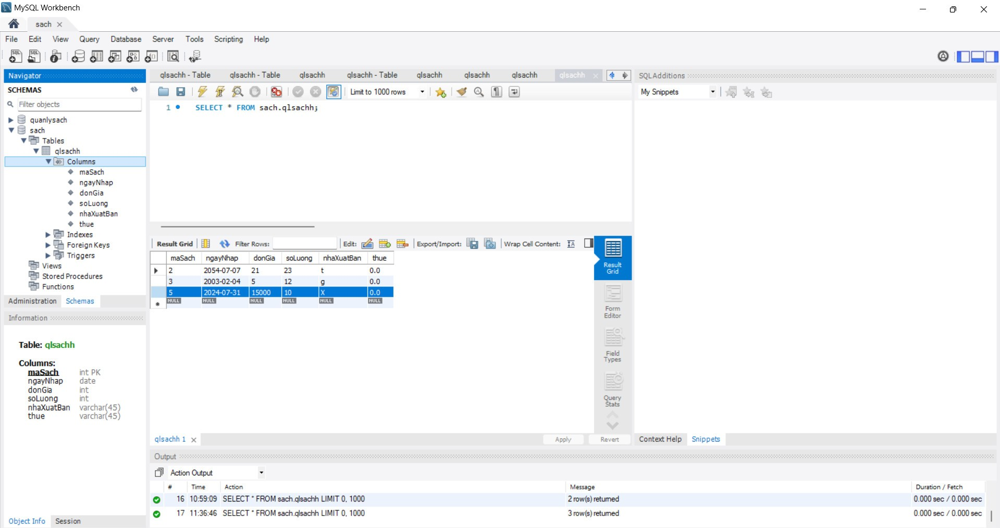 MySQL Workbench
sach
File Edit View Query Database Server Tools Scripting Help
Navigator
SCHEMAS
Filter objects
quanlysach
sach
Tables
qlsachh
Columns
maSach
ngayNhap
donGia
soLuong
nhaXuatBan
thue
Indexes
Foreign Keys
Triggers
Views
Stored Procedures
Functions
Administration Schemas
Information
Table: qlsachh
Columns:
maSach int PK
ngayNhap date
donGia int
soLuong int
nhaXuatBan varchar(45)
thue varchar(45)
Object Info Session
qlsachh - Table qlsachh - Table qlsachh qlsachh - Table qlsachh qlsachh qlsachh qlsachh
Limit to 1000 rows
1 SELECT * FROM sach.qlsachh;
Result Grid Filter Rows: Edit: Export/Import: Wrap Cell Content:
maSach ngayNhap donGia soLuong nhaXuatBan thue
2 2054-07-07 21 23 t 0.0
3 2003-02-04 5 12 g 0.0
5 2024-07-31 15000 10 X 0.0
NULL NULL NULL NULL NULL NULL
Result
Grid
Form
Editor
Field
Types
Query
Stats
qlsachh 1 Apply Revert
SQLAdditions
My Snippets
Context Help Snippets
Output
Action Output
# Time Action Message Duration / Fetch
16 10:59:09 SELECT * FROM sach.qlsachh LIMIT 0, 1000 2 row(s) returned 0.000 sec / 0.000 sec
17 11:36:46 SELECT * FROM sach.qlsachh LIMIT 0, 1000 3 row(s) returned 0.000 sec / 0.000 sec